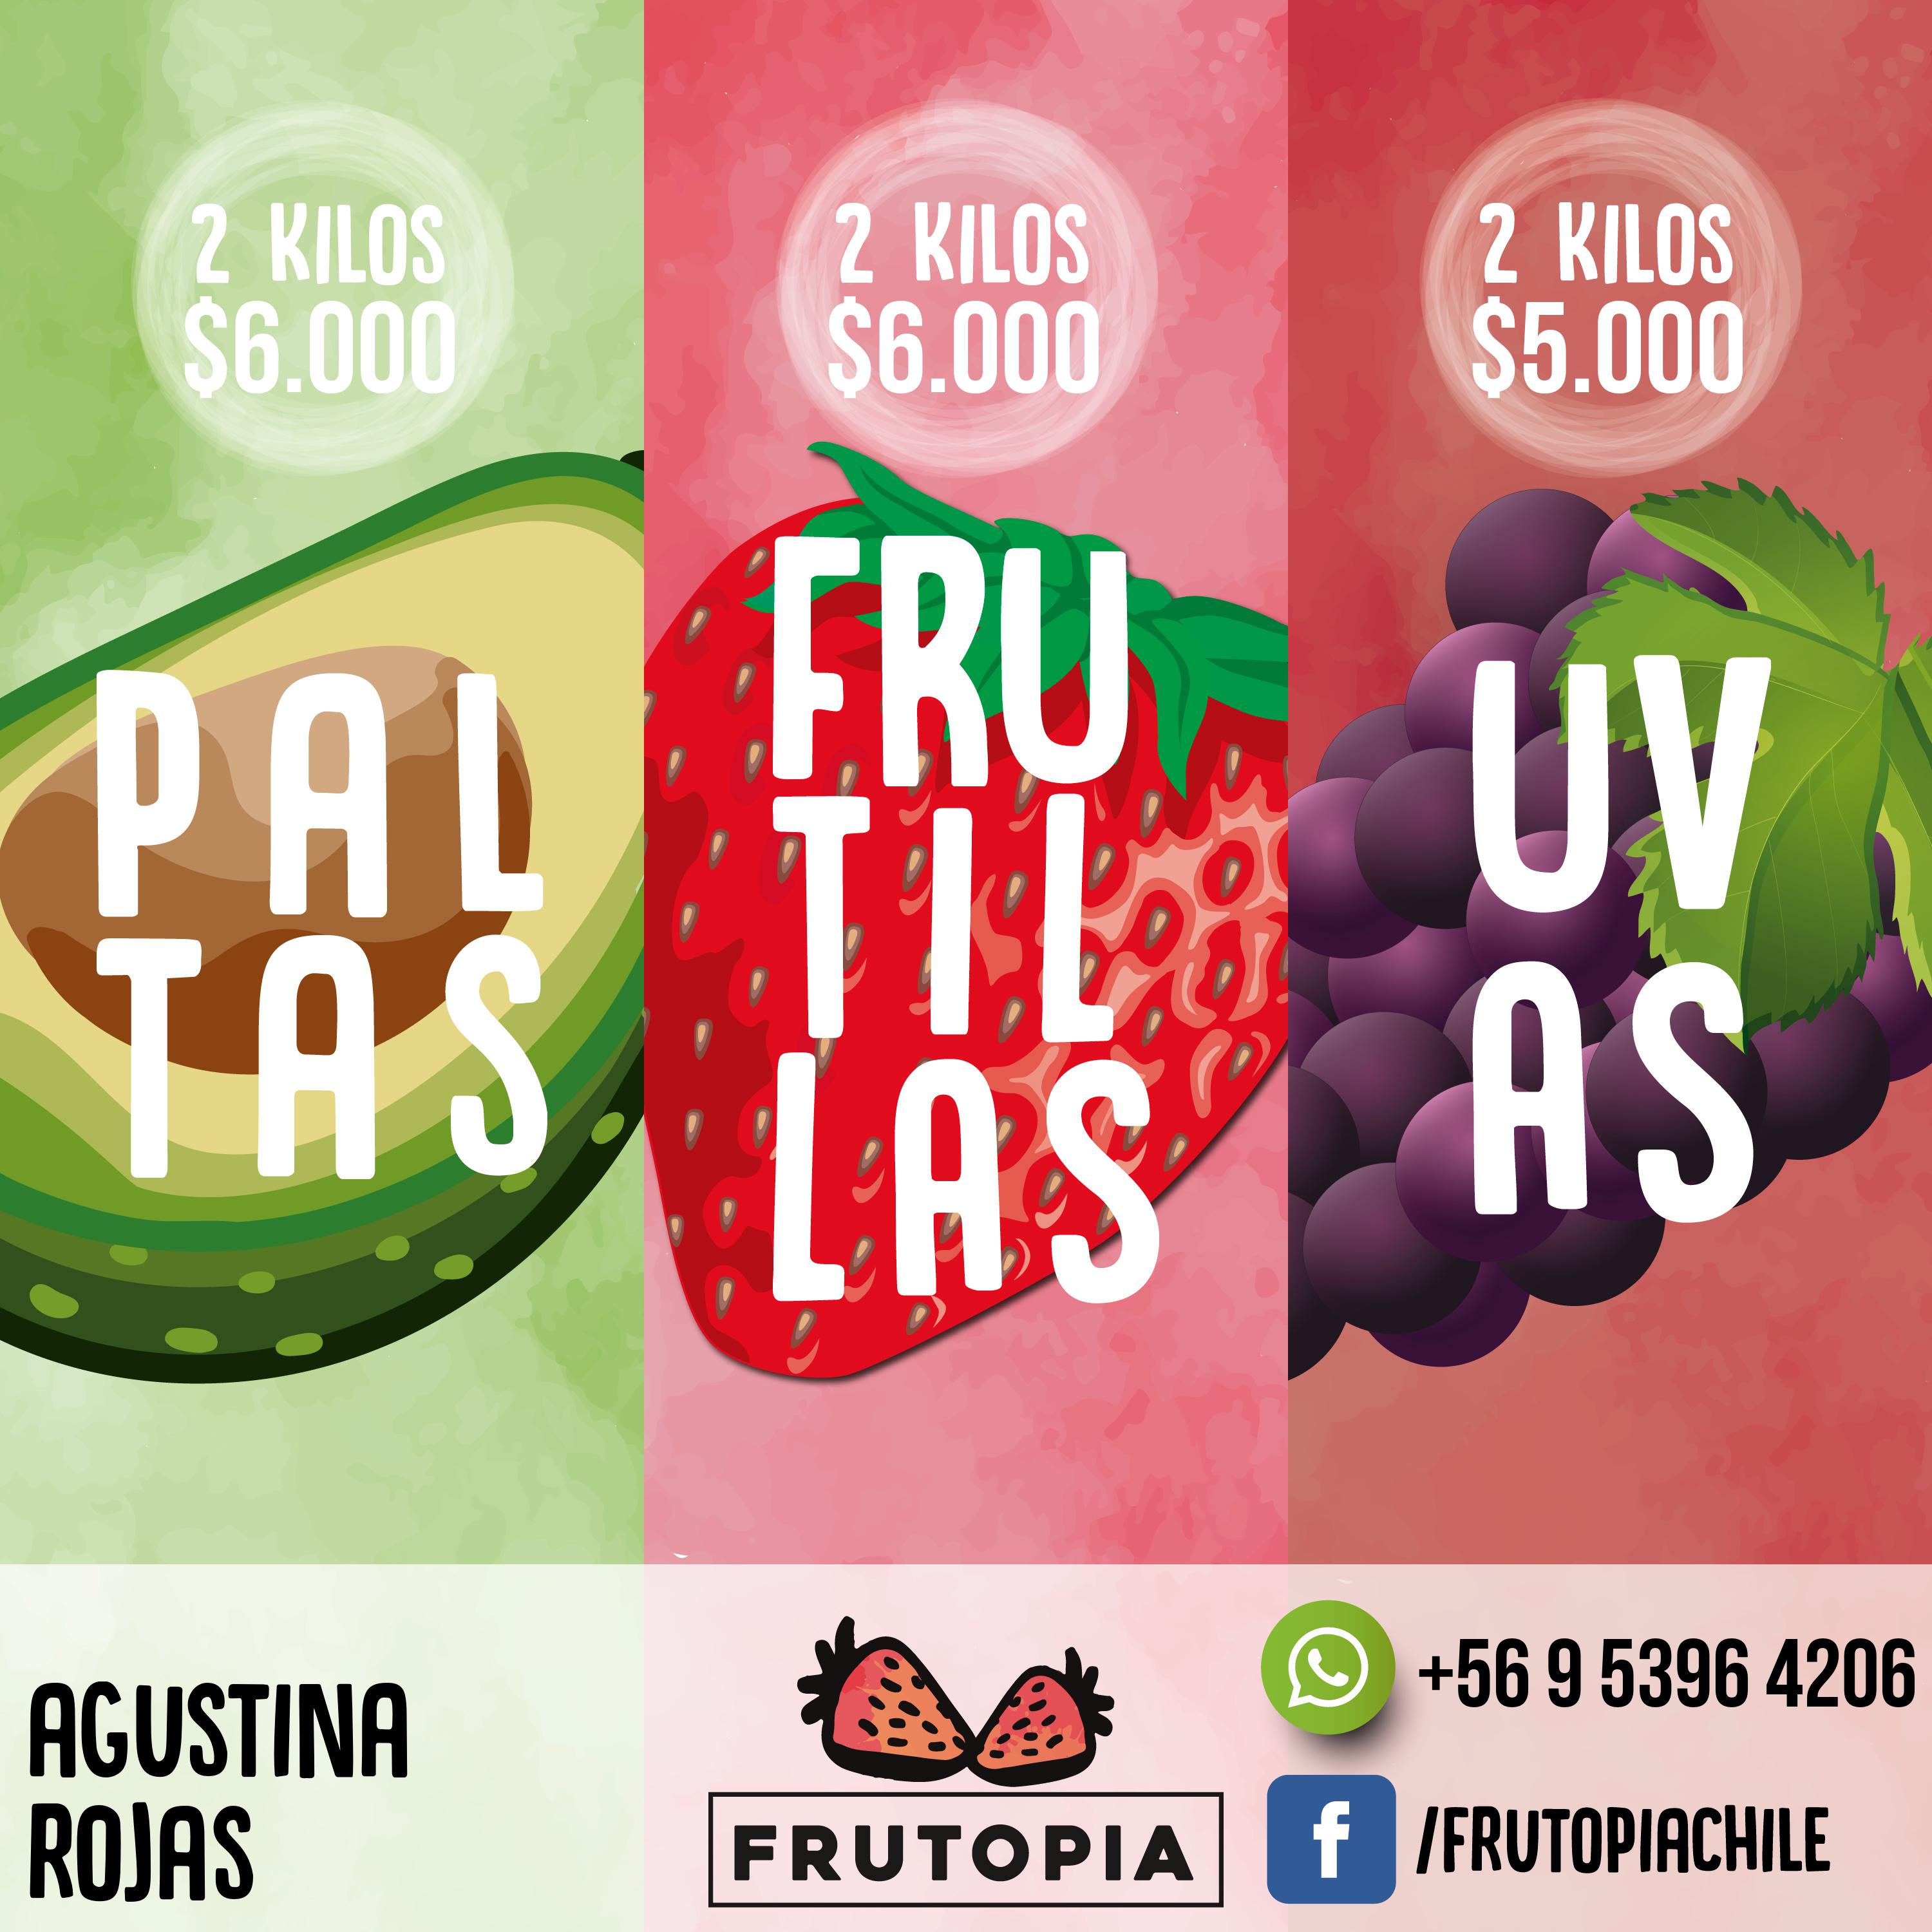 2 KILOS
$6.000
PAL
TAS
2 KILOS
$6.000
FRU
TIL
LAS
2 KILOS
$5.000
UV
AS
AGUSTINA
ROJAS
FRUTOPIA
+56 9 5396 4206
f /FRUTOPIACHILE